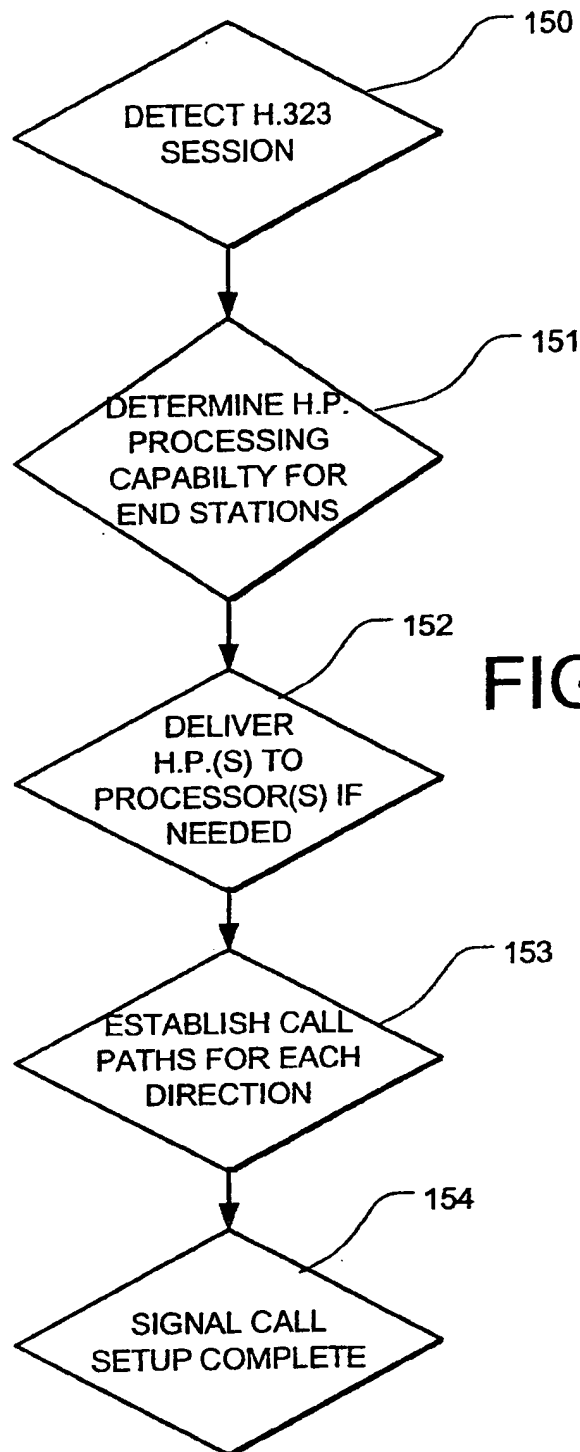 150
DETECT H.323
SESSION
151
DETERMINE H.P.
PROCESSING
CAPABILTY FOR
END STATIONS
152
DELIVER
H.P.(S) TO
PROCESSOR(S) IF
NEEDED
FIG
153
ESTABLISH CALL
PATHS FOR EACH
DIRECTION
154
SIGNAL CALL
SETUP COMPLETE